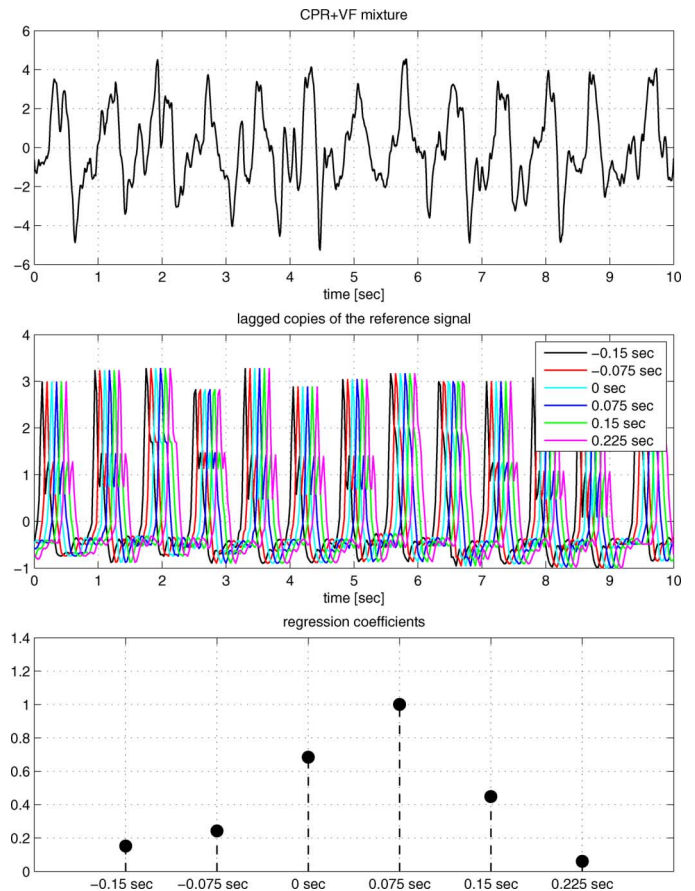 CPR+VF mixture
6
4
2
0
−2
−4
−6
0 1 2 3 4 5 6 7 8 9 10
time [sec]
lagged copies of the reference signal
4
3
2
1
0
−1
−0.15 sec
−0.075 sec
0 sec
0.075 sec
0.15 sec
0.225 sec
0 1 2 3 4 5 6 7 8 9 10
time [sec]
regression coefficients
1.4
1.2
1
0.8
0.6
0.4
0.2
0
−0.15 sec −0.075 sec 0 sec 0.075 sec 0.15 sec 0.225 sec